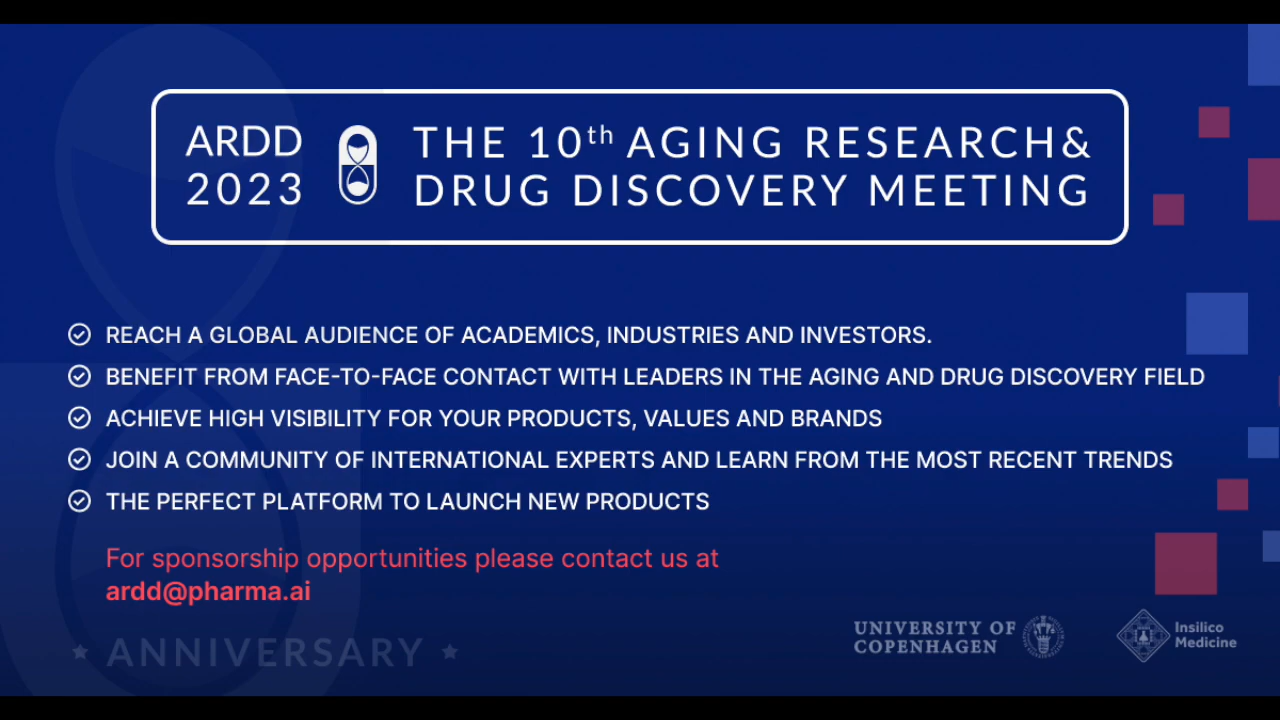 ARDD
2023
THE 10th AGING RESEARCH&
DRUG DISCOVERY MEETING
REACH A GLOBAL AUDIENCE OF ACADEMICS, INDUSTRIES AND INVESTORS.
BENEFIT FROM FACE-TO-FACE CONTACT WITH LEADERS IN THE AGING AND DRUG DISCOVERY FIELD
ACHIEVE HIGH VISIBILITY FOR YOUR PRODUCTS, VALUES AND BRANDS
JOIN A COMMUNITY OF INTERNATIONAL EXPERTS AND LEARN FROM THE MOST RECENT TRENDS
THE PERFECT PLATFORM TO LAUNCH NEW PRODUCTS
For sponsorship opportunities please contact us at
ardd@pharma.ai
ANNIVERSARY
UNIVERSITY OF
COPENHAGEN
Insilico
Medicine